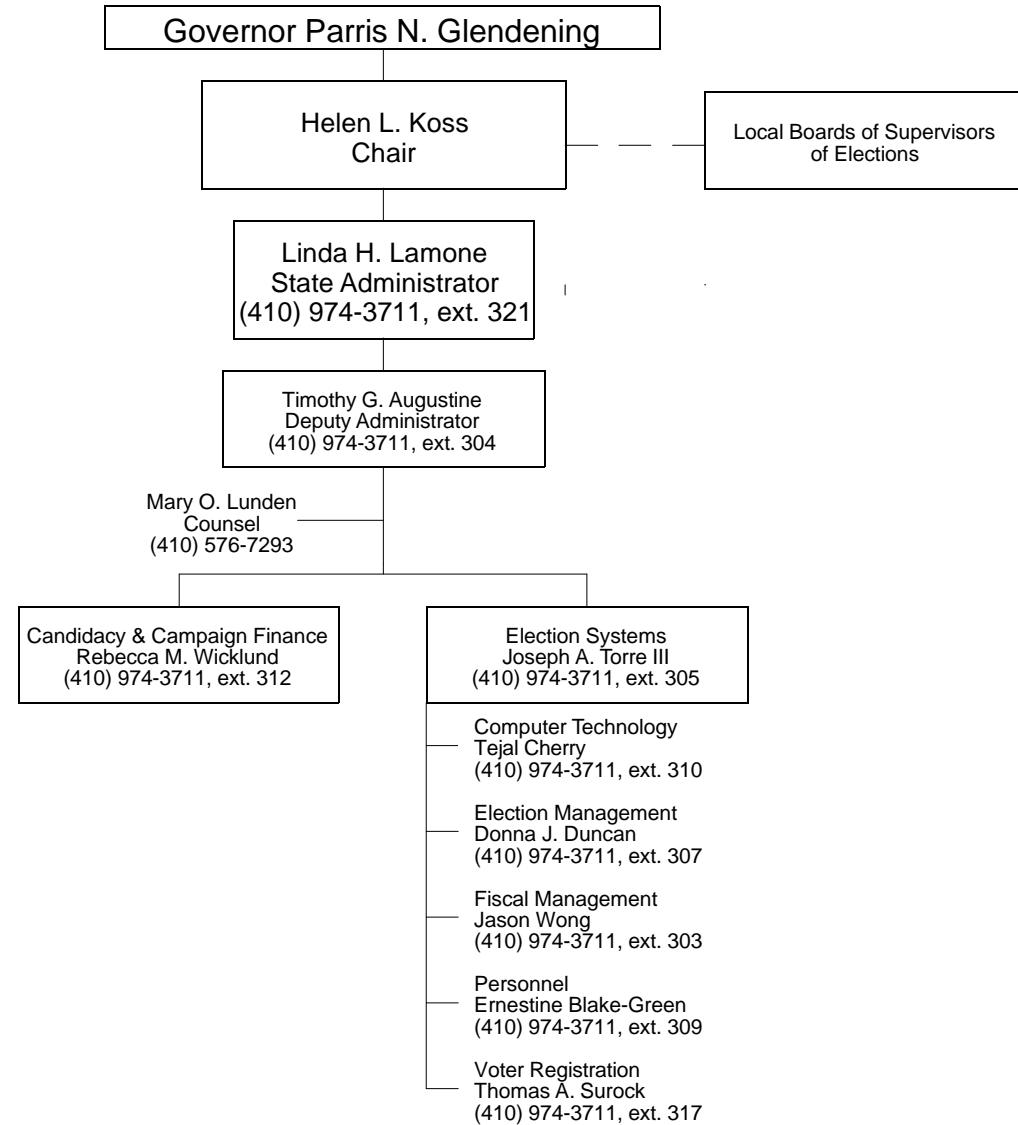 Governor Parris N. Glendening
Helen L. Koss
Chair
Local Boards of Supervisors
of Elections
Linda H. Lamone
State Administrator
(410) 974-3711, ext. 321
Timothy G. Augustine
Deputy Administrator
(410) 974-3711, ext. 304
Mary O. Lunden
Counsel
(410) 576-7293
Candidacy & Campaign Finance
Rebecca M. Wicklund
(410) 974-3711, ext. 312
Election Systems
Joseph A. Torre III
(410) 974-3711, ext. 305
Computer Technology
Tejal Cherry
(410) 974-3711, ext. 310
Election Management
Donna J. Duncan
(410) 974-3711, ext. 307
Fiscal Management
Jason Wong
(410) 974-3711, ext. 303
Personnel
Ernestine Blake-Green
(410) 974-3711, ext. 309
Voter Registration
Thomas A. Surock
(410) 974-3711, ext. 317